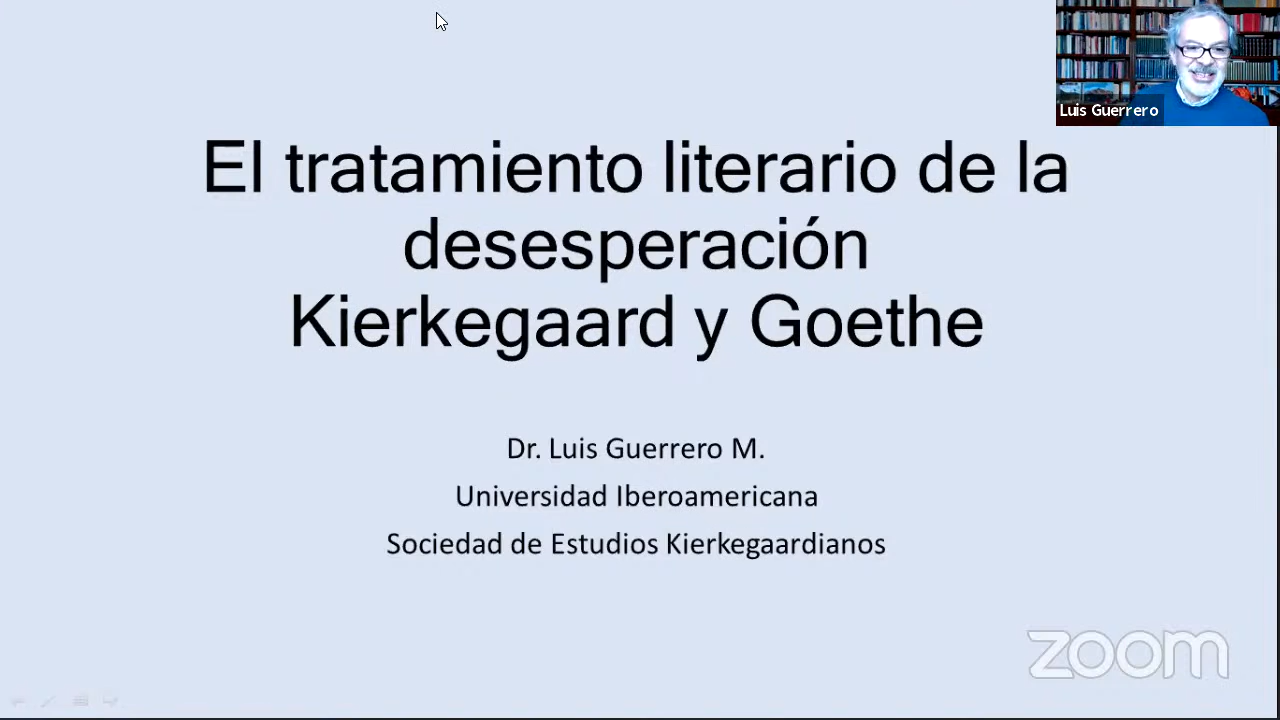 Luis Guerrero
El tratamiento literario de la
desesperación
Kierkegaard y Goethe
Dr. Luis Guerrero M.
Universidad Iberoamericana
Sociedad de Estudios Kierkegaardianos
zoom